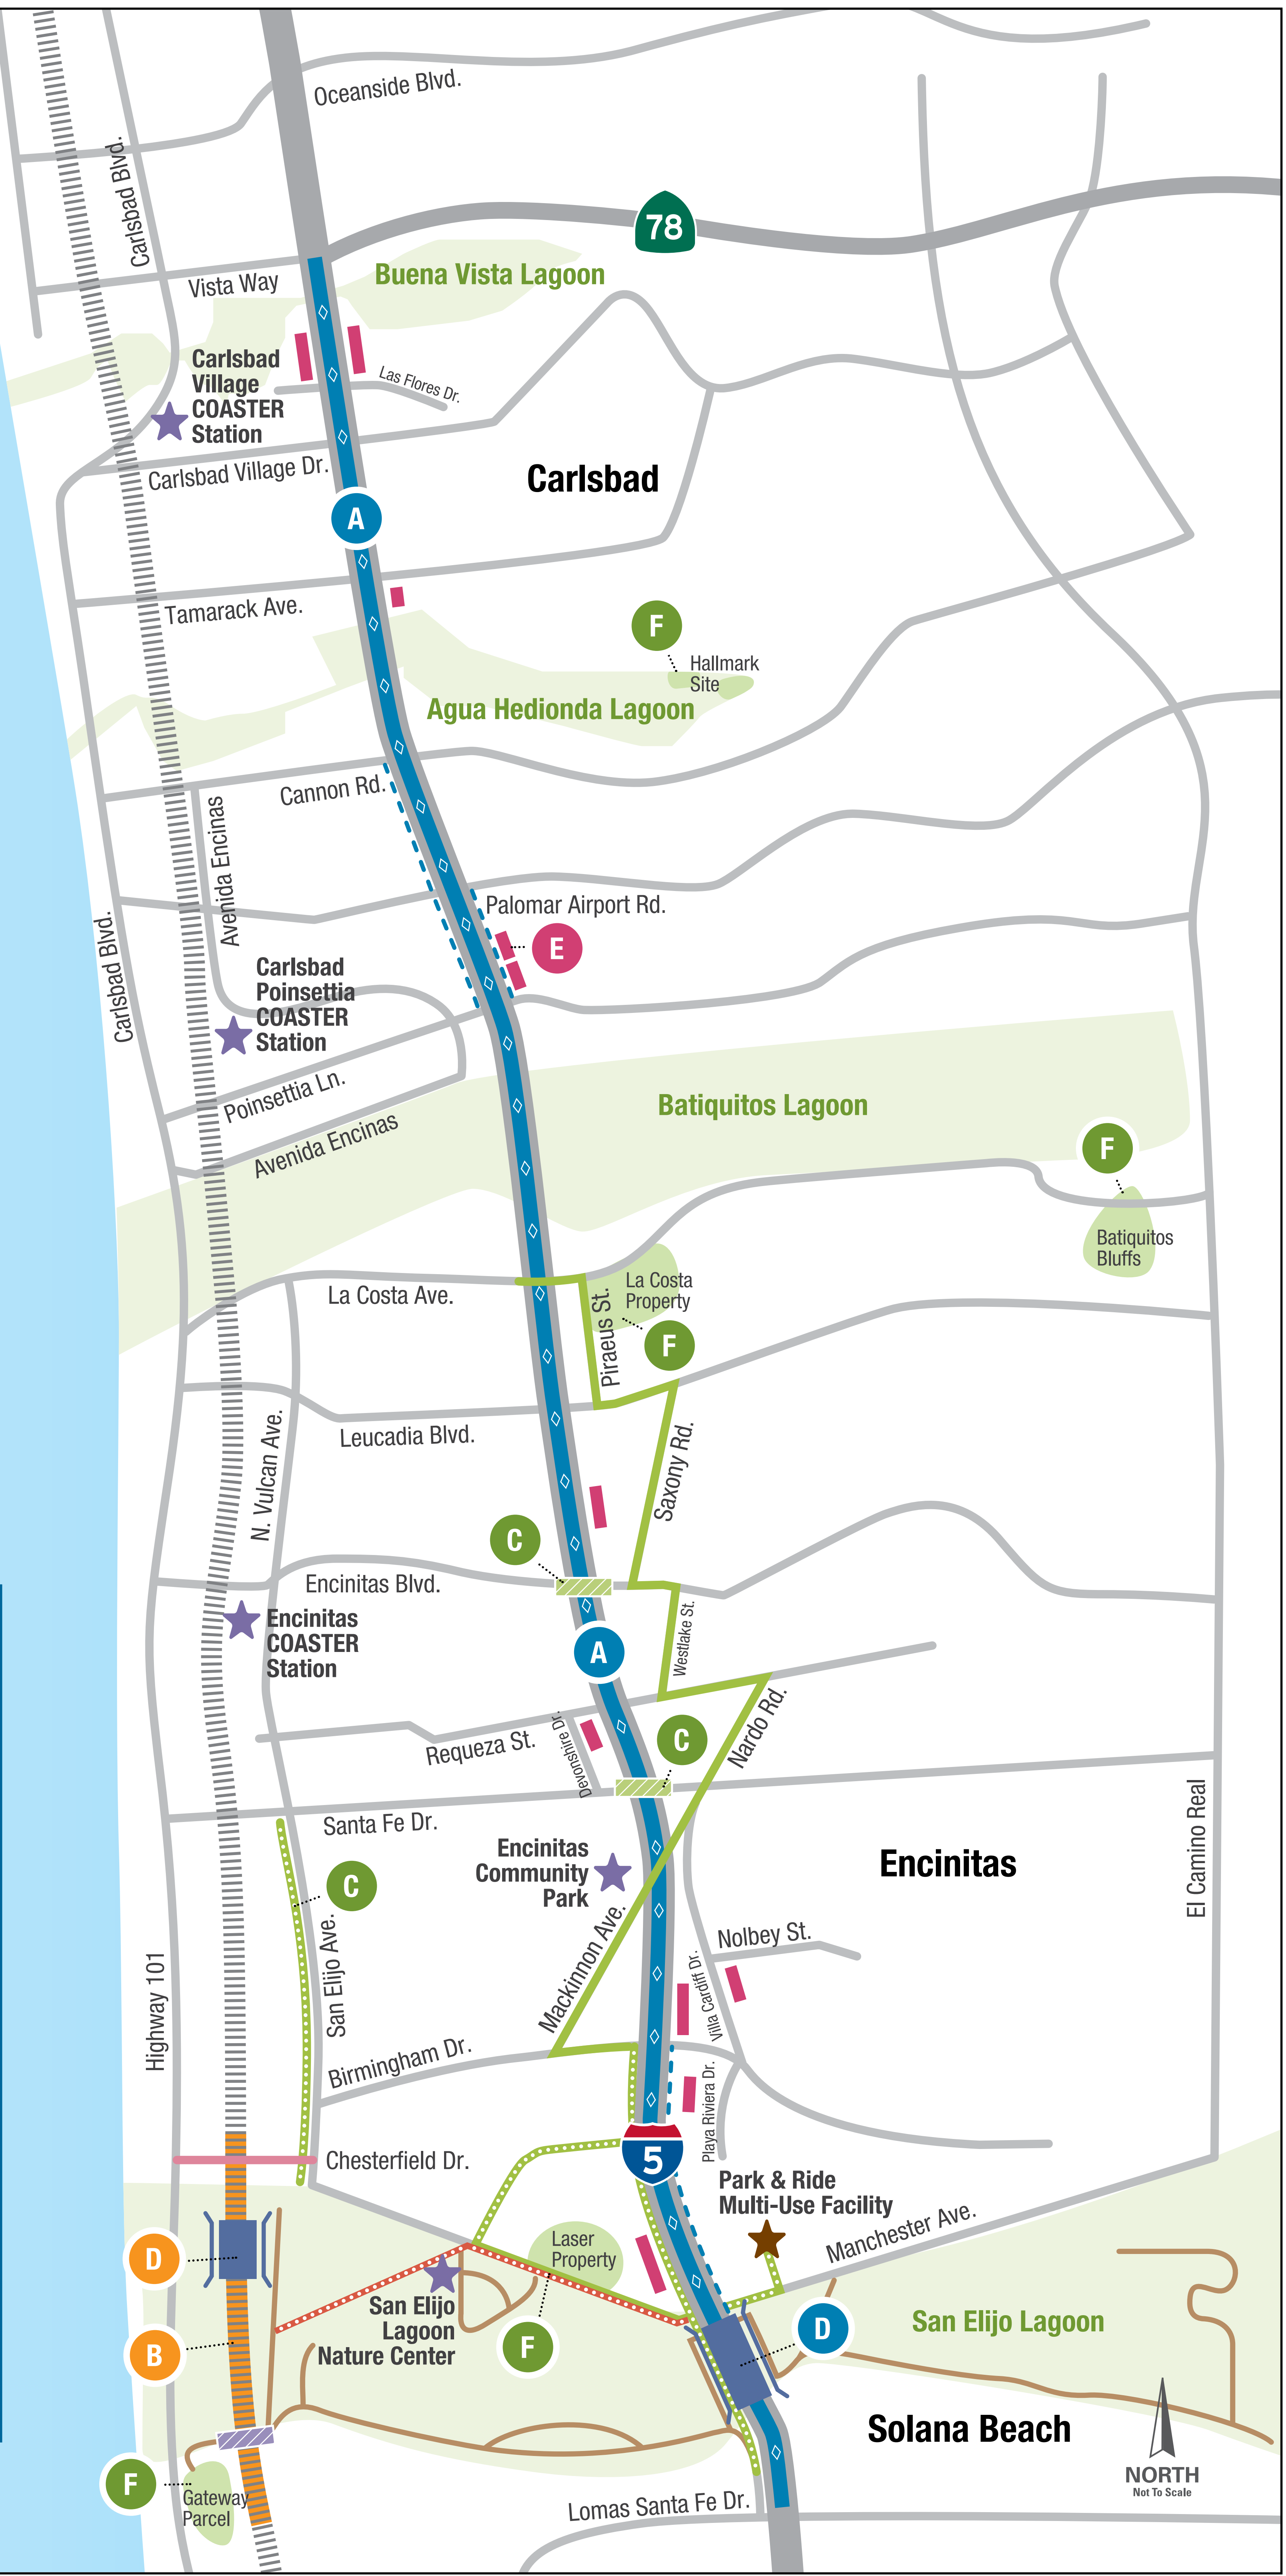 Oceanside Blvd.
Carlsbad Blvd.
78
Vista Way
Buena Vista Lagoon
Carlsbad
Village
COASTER
Station
Las Flores Dr.
Carlsbad Village Dr.
Carlsbad
A
Tamarack Ave.
F
Hallmark
Site
Agua Hedionda Lagoon
Cannon Rd.
Avenida Encinas
Palomar Airport Rd.
E
Carlsbad Blvd.
Carlsbad
Poinsettia
COASTER
Station
Poinsettia Ln.
Avenida Encinas
Batiquitos Lagoon
F
Batiquitos
Bluffs
La Costa Ave.
La Costa
Property
Piraeus St.
F
Leucadia Blvd.
N. Vulcan Ave.
Saxony Rd.
C
Encinitas Blvd.
Encinitas
COASTER
Station
Westlake St.
A
Requeza St.
Devonshire Dr.
C
Nardo Rd.
Santa Fe Dr.
El Camino Real
Encinitas
Community
Park
Encinitas
C
San Elijo Ave.
Mackinnon Ave.
Nolbey St.
Villa Cardiff Dr.
Highway 101
Birmingham Dr.
Playa Riviera Dr.
5
Chesterfield Dr.
Park & Ride
Multi-Use Facility
Manchester Ave.
Laser
Property
D
San Elijo
Lagoon
Nature Center
F
D
San Elijo Lagoon
B
Solana Beach
NORTH
Not To Scale
F
Gateway
Parcel
Lomas Santa Fe Dr.